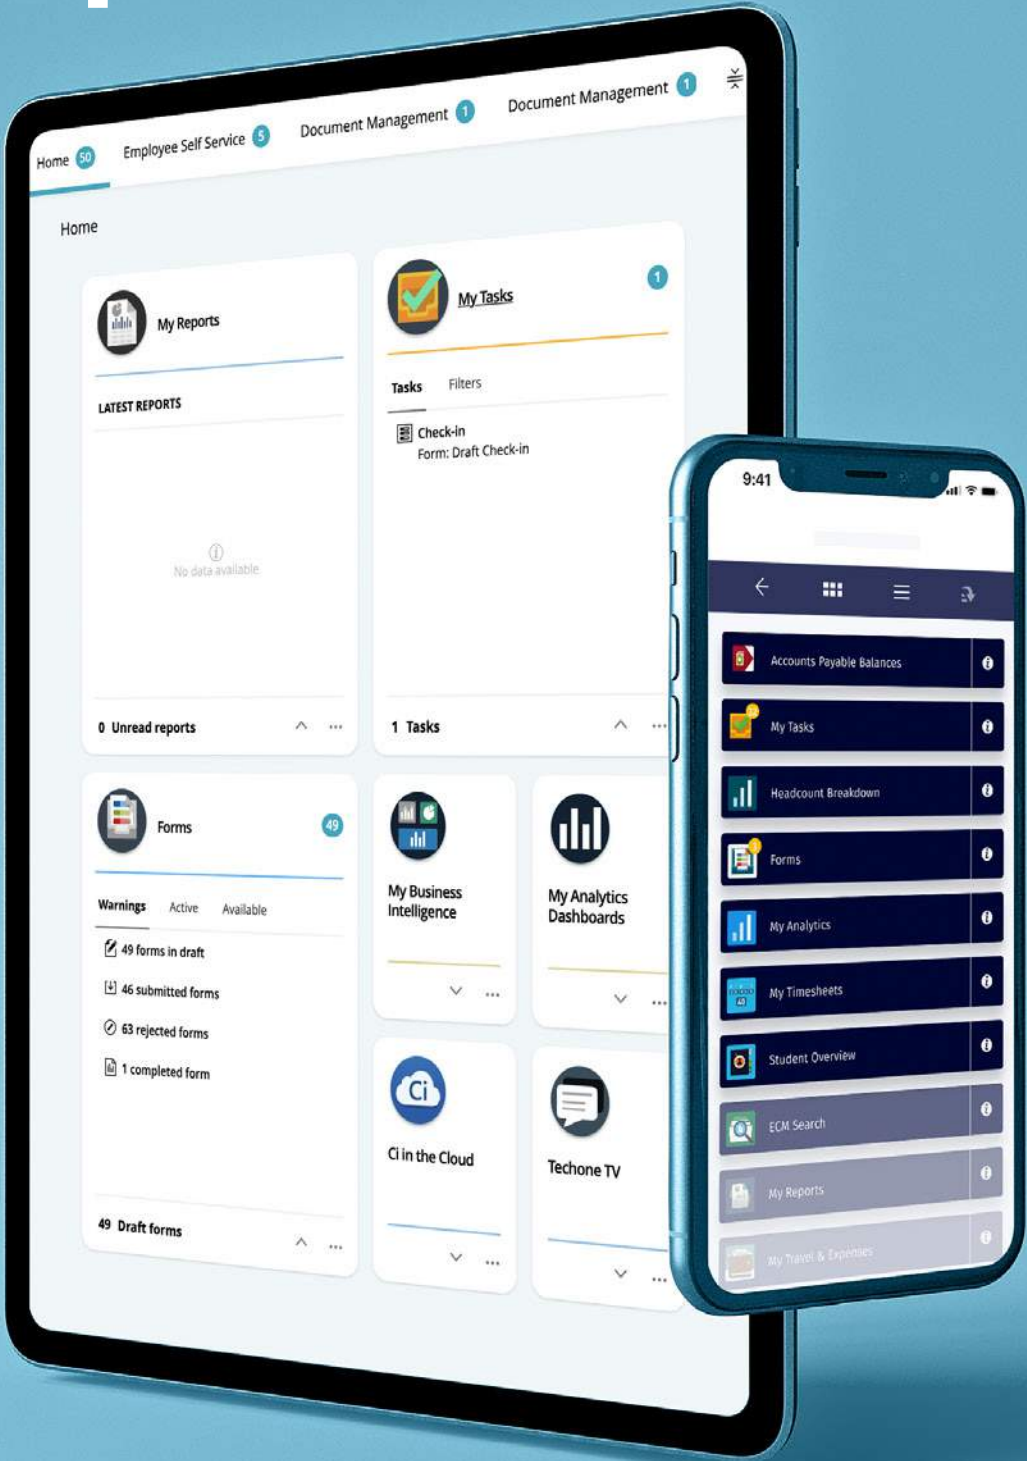 Home 50
Employee Self Service 5
Document Management 1
Document Management 1
Home
My Reports
LATEST REPORTS
No data available
0 Unread reports
My Tasks
1
Tasks Filters
Check-in
Form: Draft Check-in
1 Tasks
Forms
49
Warnings Active Available
49 forms in draft
46 submitted forms
63 rejected forms
1 completed form
49 Draft forms
My Business
Intelligence
My Analytics
Dashboards
Ci
Ci in the Cloud
Techone TV
9:41
Accounts Payable Balances
My Tasks
Headcount Breakdown
Forms
My Analytics
My Timesheets
Student Overview
ECM Search
My Reports
My Travel & Expenses